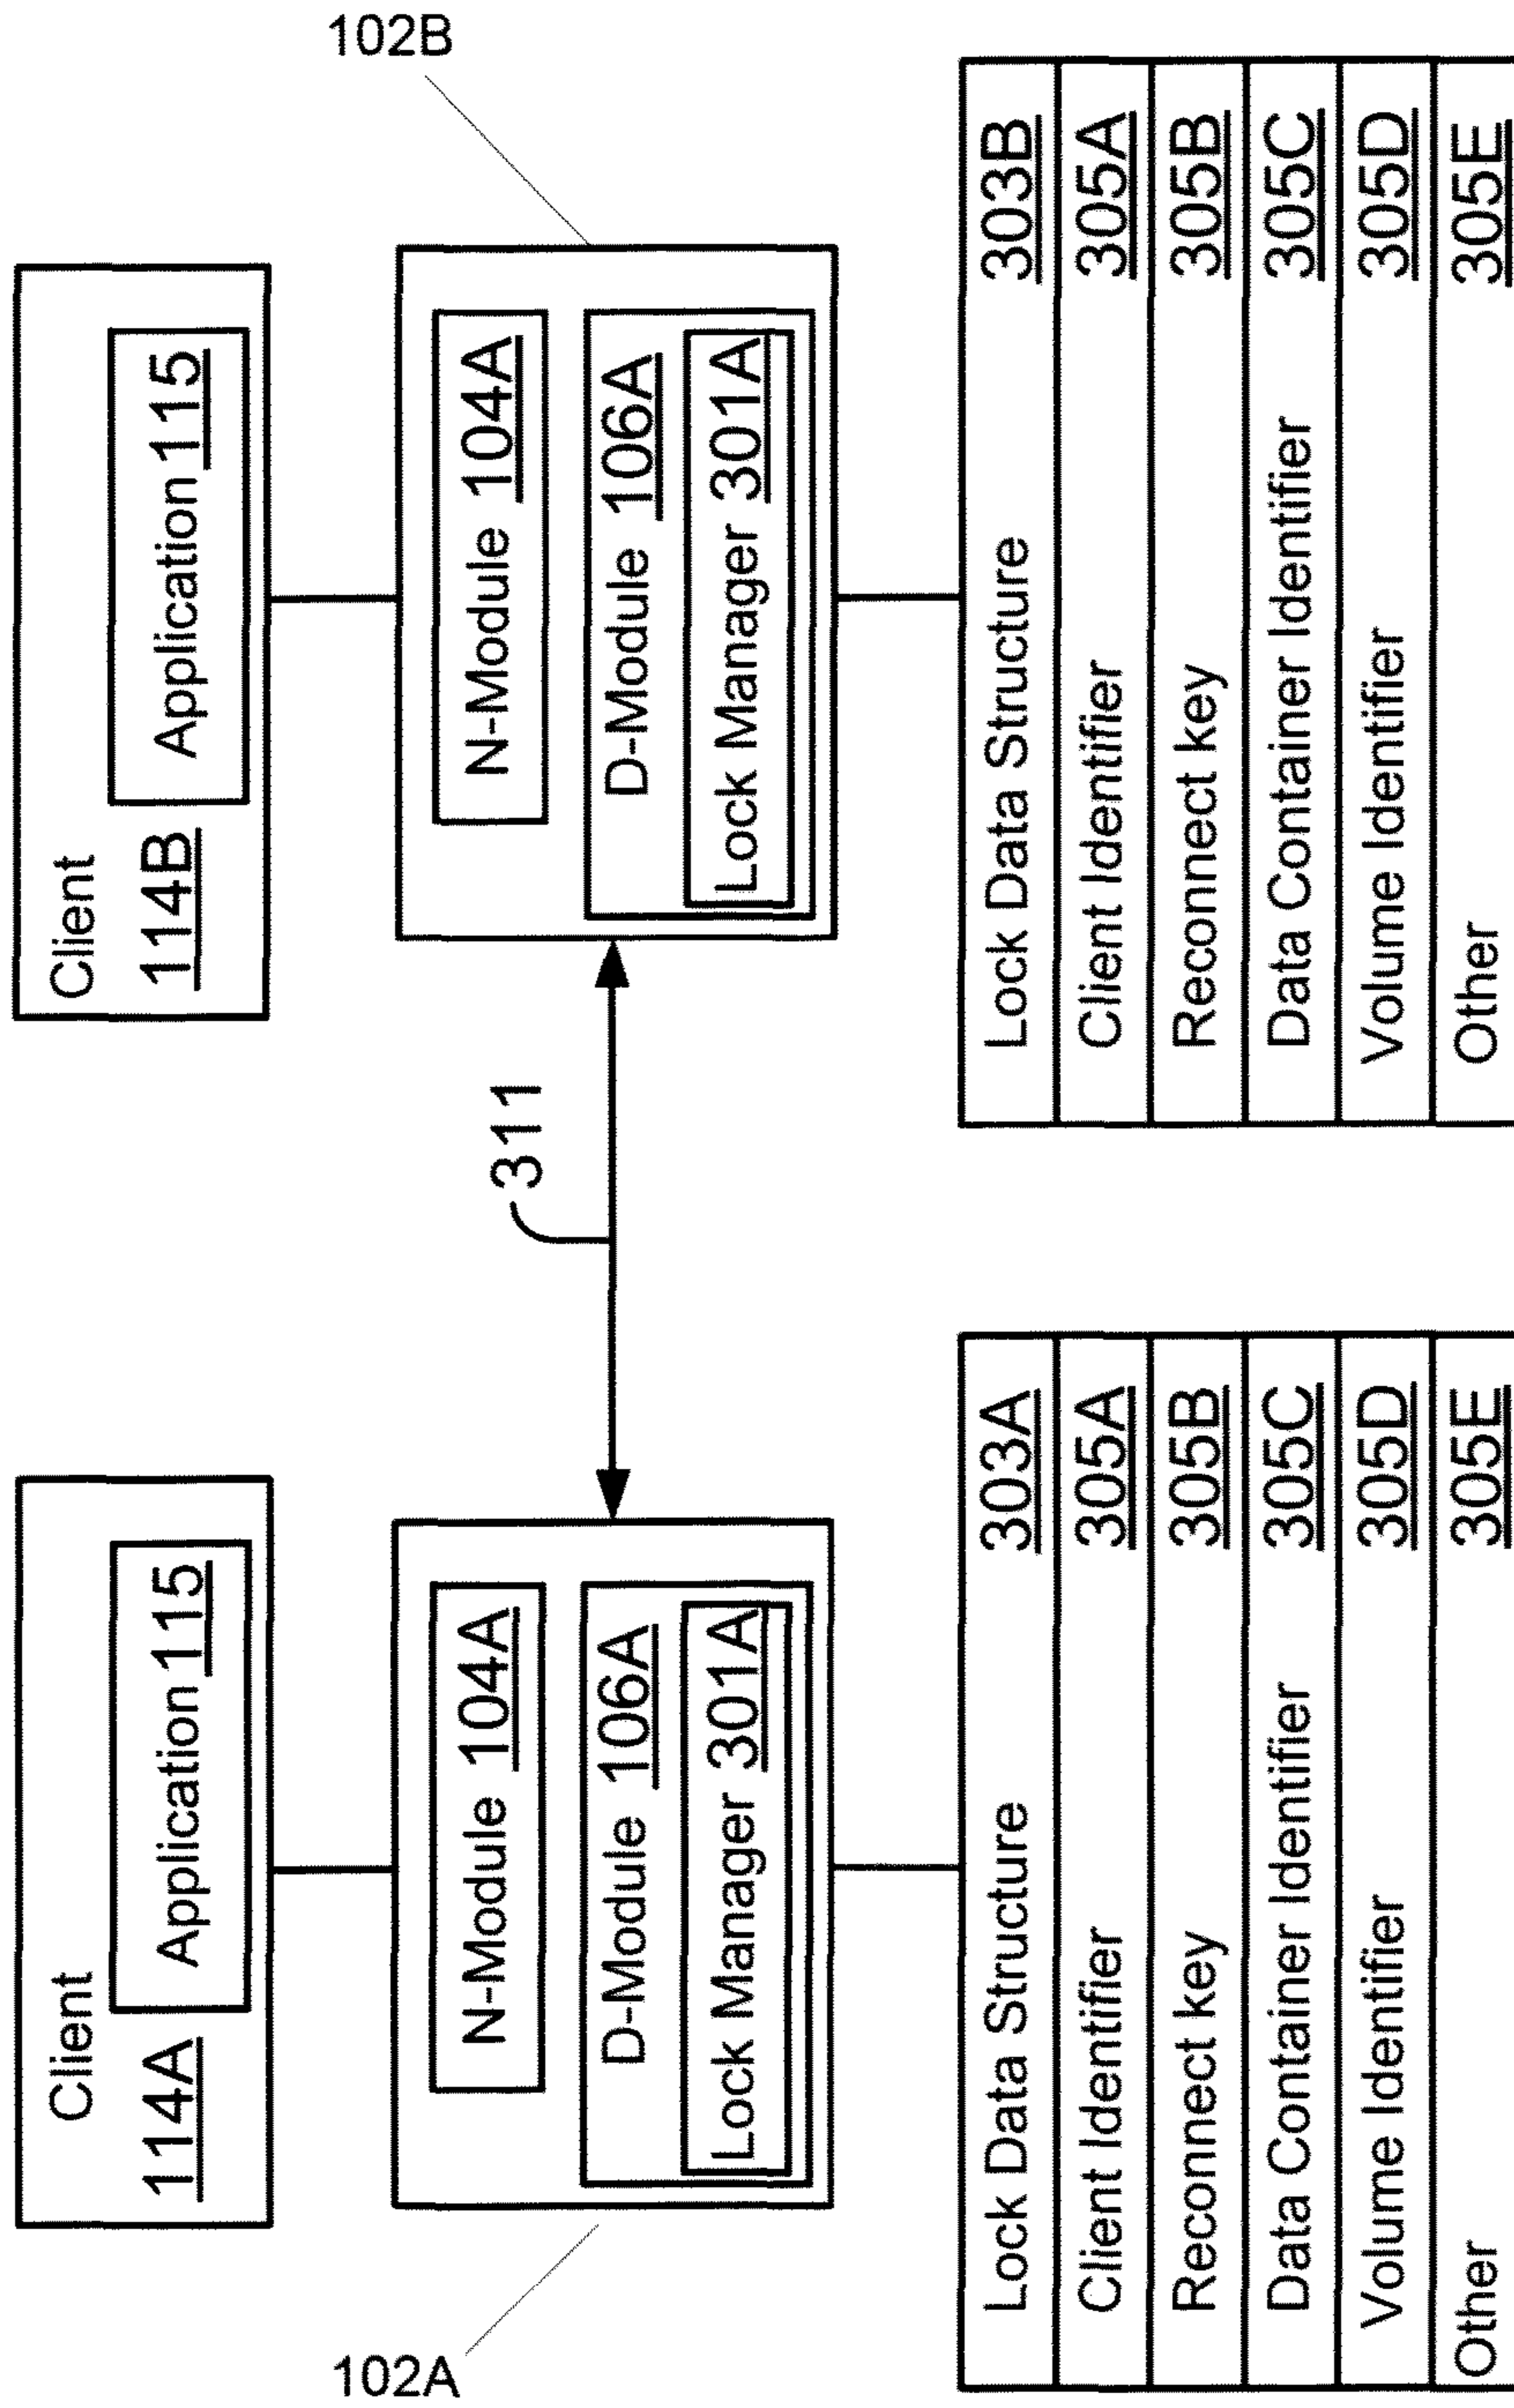 Client
114A
Application 115
N-Module 104A
D-Module 106A
Lock Manager 301A
102A
Lock Data Structure 303A
Client Identifier 305A
Reconnect key 305B
Data Container Identifier 305C
Volume Identifier 305D
Other 305E
311
Client
114B
Application 115
102B
N-Module 104A
D-Module 106A
Lock Manager 301A
Lock Data Structure 303B
Client Identifier 305A
Reconnect key 305B
Data Container Identifier 305C
Volume Identifier 305D
Other 305E